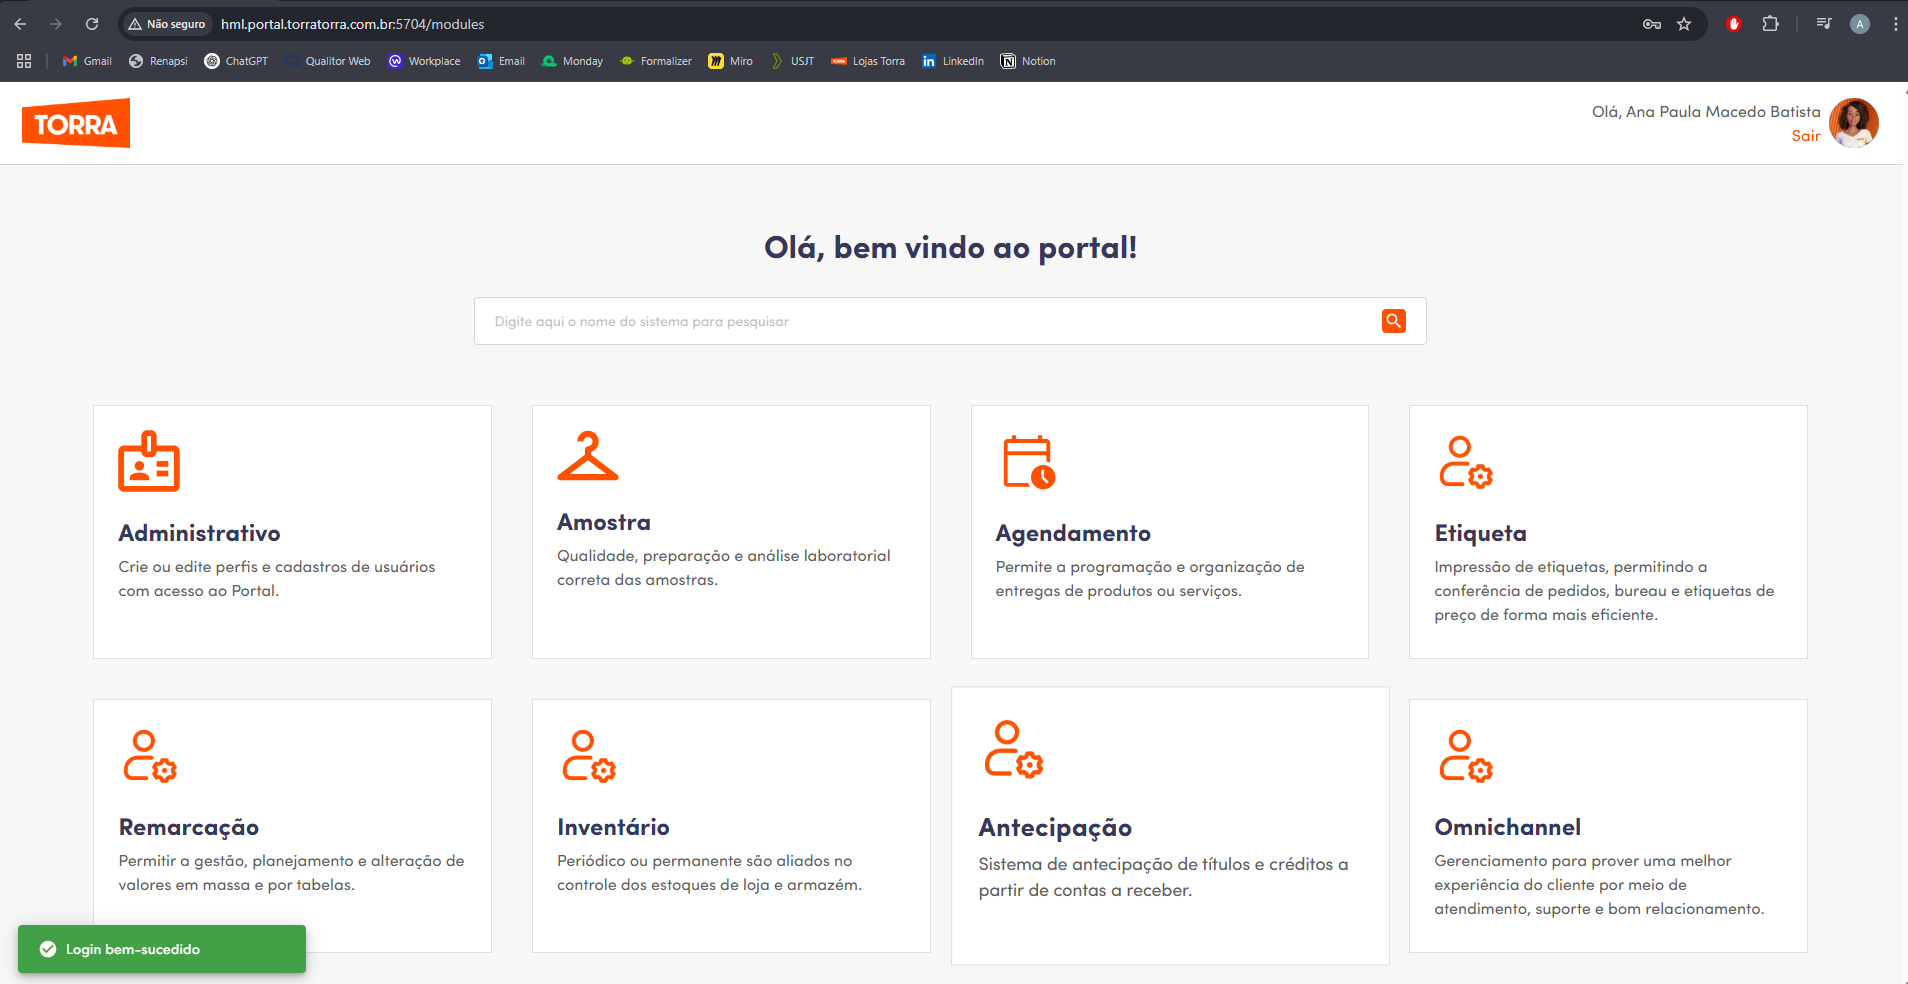 Não seguro
hml.portal.torratorra.com.br:5704/modules
A
Gmail
Renapsi
ChatGPT
Qualitor Web
Workplace
Email
Monday
Formalizer
Miro
USJT
Lojas Torra
LinkedIn
Notion
TORRA
Olá, Ana Paula Macedo Batista
Sair
Olá, bem vindo ao portal!
Digite aqui o nome do sistema para pesquisar
Administrativo
Crie ou edite perfis e cadastros de usuários
com acesso ao Portal.
Amostra
Qualidade, preparação e análise laboratorial
correta das amostras.
Agendamento
Permite a programação e organização de
entregas de produtos ou serviços.
Etiqueta
Impressão de etiquetas, permitindo a
conferência de pedidos, bureau e etiquetas de
preço de forma mais eficiente.
Remarcação
Permitir a gestão, planejamento e alteração de
valores em massa e por tabelas.
Inventário
Periódico ou permanente são aliados no
controle dos estoques de loja e armazém.
Antecipação
Sistema de antecipação de títulos e créditos a
partir de contas a receber.
Omnichannel
Gerenciamento para prover uma melhor
experiência do cliente por meio de
atendimento, suporte e bom relacionamento.
Login bem-sucedido